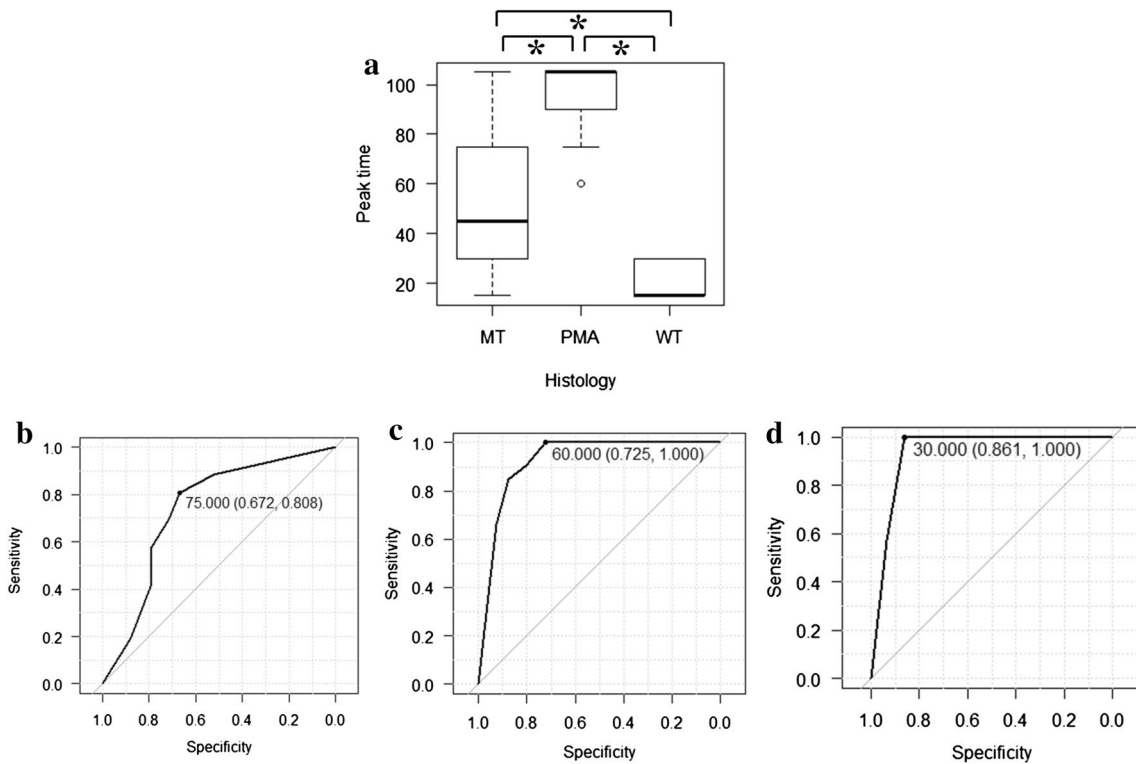 *
* *
a
100
80
60
40
20
Peak time
MT PMA WT
Histology
b
1.0
0.8
0.6
0.4
0.2
0.0
Sensitivity
75.000 (0.672, 0.808)
1.0 0.8 0.6 0.4 0.2 0.0
Specificity
c
1.0
0.8
0.6
0.4
0.2
0.0
Sensitivity
60.000 (0.725, 1.000)
1.0 0.8 0.6 0.4 0.2 0.0
Specificity
d
1.0
0.8
0.6
0.4
0.2
0.0
Sensitivity
30.000 (0.861, 1.000)
1.0 0.8 0.6 0.4 0.2 0.0
Specificity